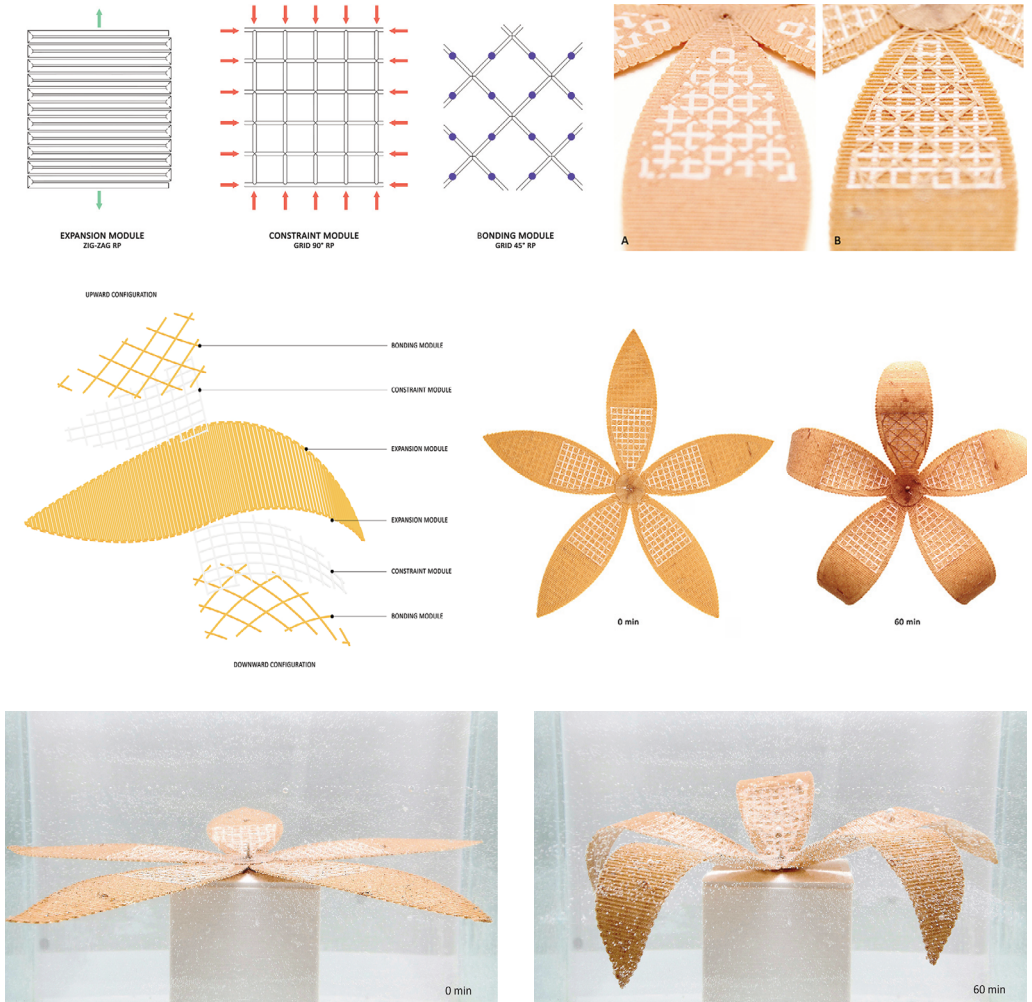 EXPANSION MODULE
ZIG-ZAG RP
CONSTRAINT MODULE
GRID 90° RP
BONDING MODULE
GRID 45° RP
A
B
UPWARD CONFIGURATION
BONDING MODULE
CONSTRAINT MODULE
EXPANSION MODULE
EXPANSION MODULE
CONSTRAINT MODULE
BONDING MODULE
DOWNWARD CONFIGURATION
0 min
60 min
0 min
60 min